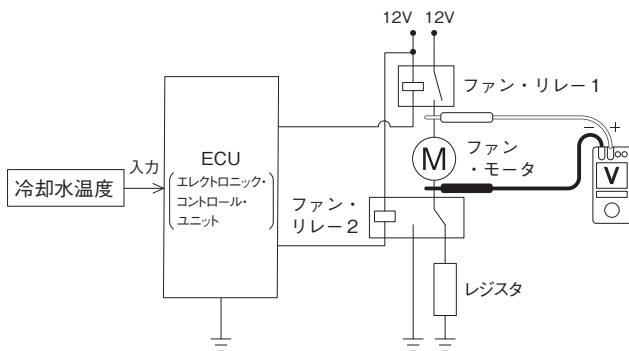 12V 12V
ファン・リレー1
− +
ECU
エレクトロニック・
コントロール・
ユニット
M
ファン
・モータ
V
入力
冷却水温度
ファン・
リレー2
レジスタ